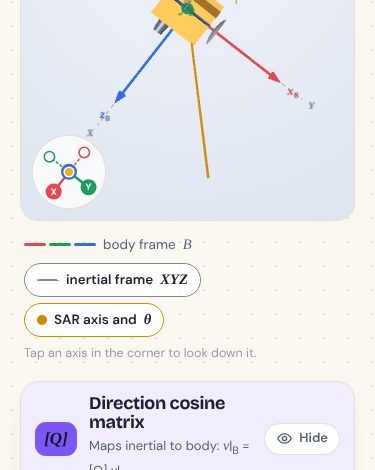 x_B
Y
z_B
X
X
Y
body frame B
inertial frame XYZ
SAR axis and θ
Tap an axis in the corner to look down it.
Direction cosine
matrix
[Q]
Maps inertial to body: v|_B =
Hide